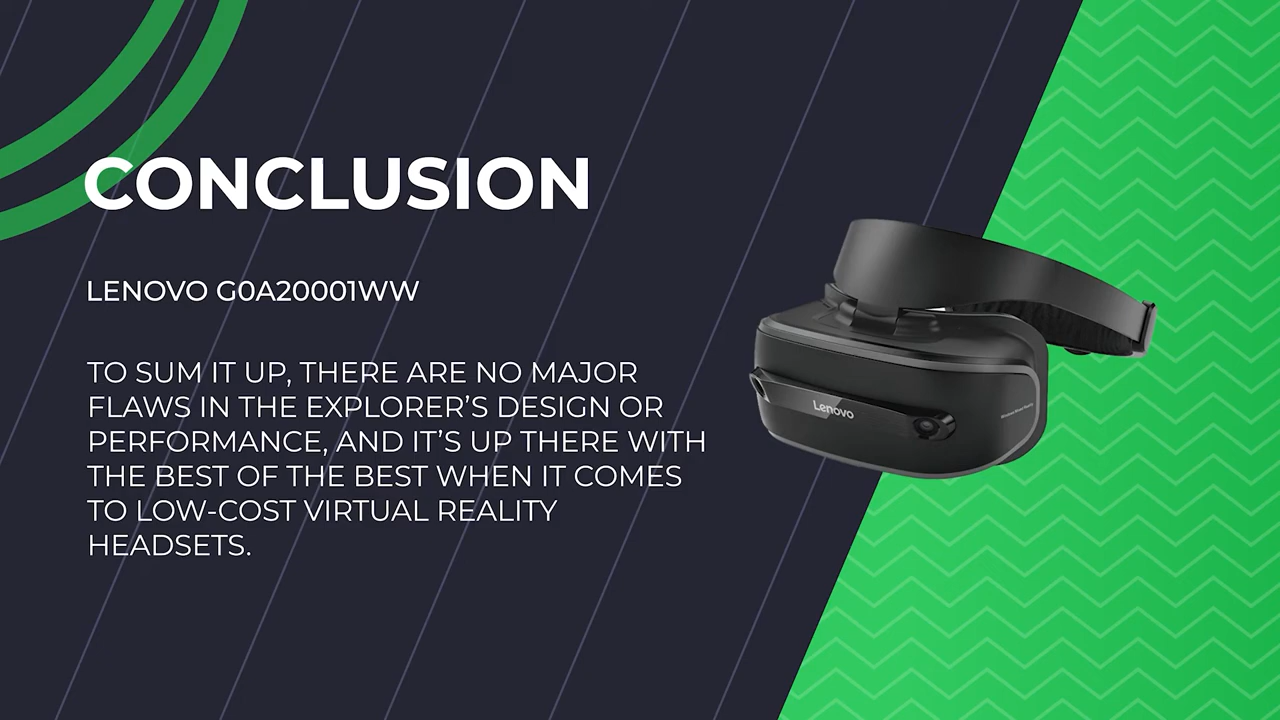 CONCLUSION
LENOVO G0A20001WW
TO SUM IT UP, THERE ARE NO MAJOR
FLAWS IN THE EXPLORER’S DESIGN OR
PERFORMANCE, AND IT’S UP THERE WITH
THE BEST OF THE BEST WHEN IT COMES
TO LOW-COST VIRTUAL REALITY
HEADSETS.
Lenovo